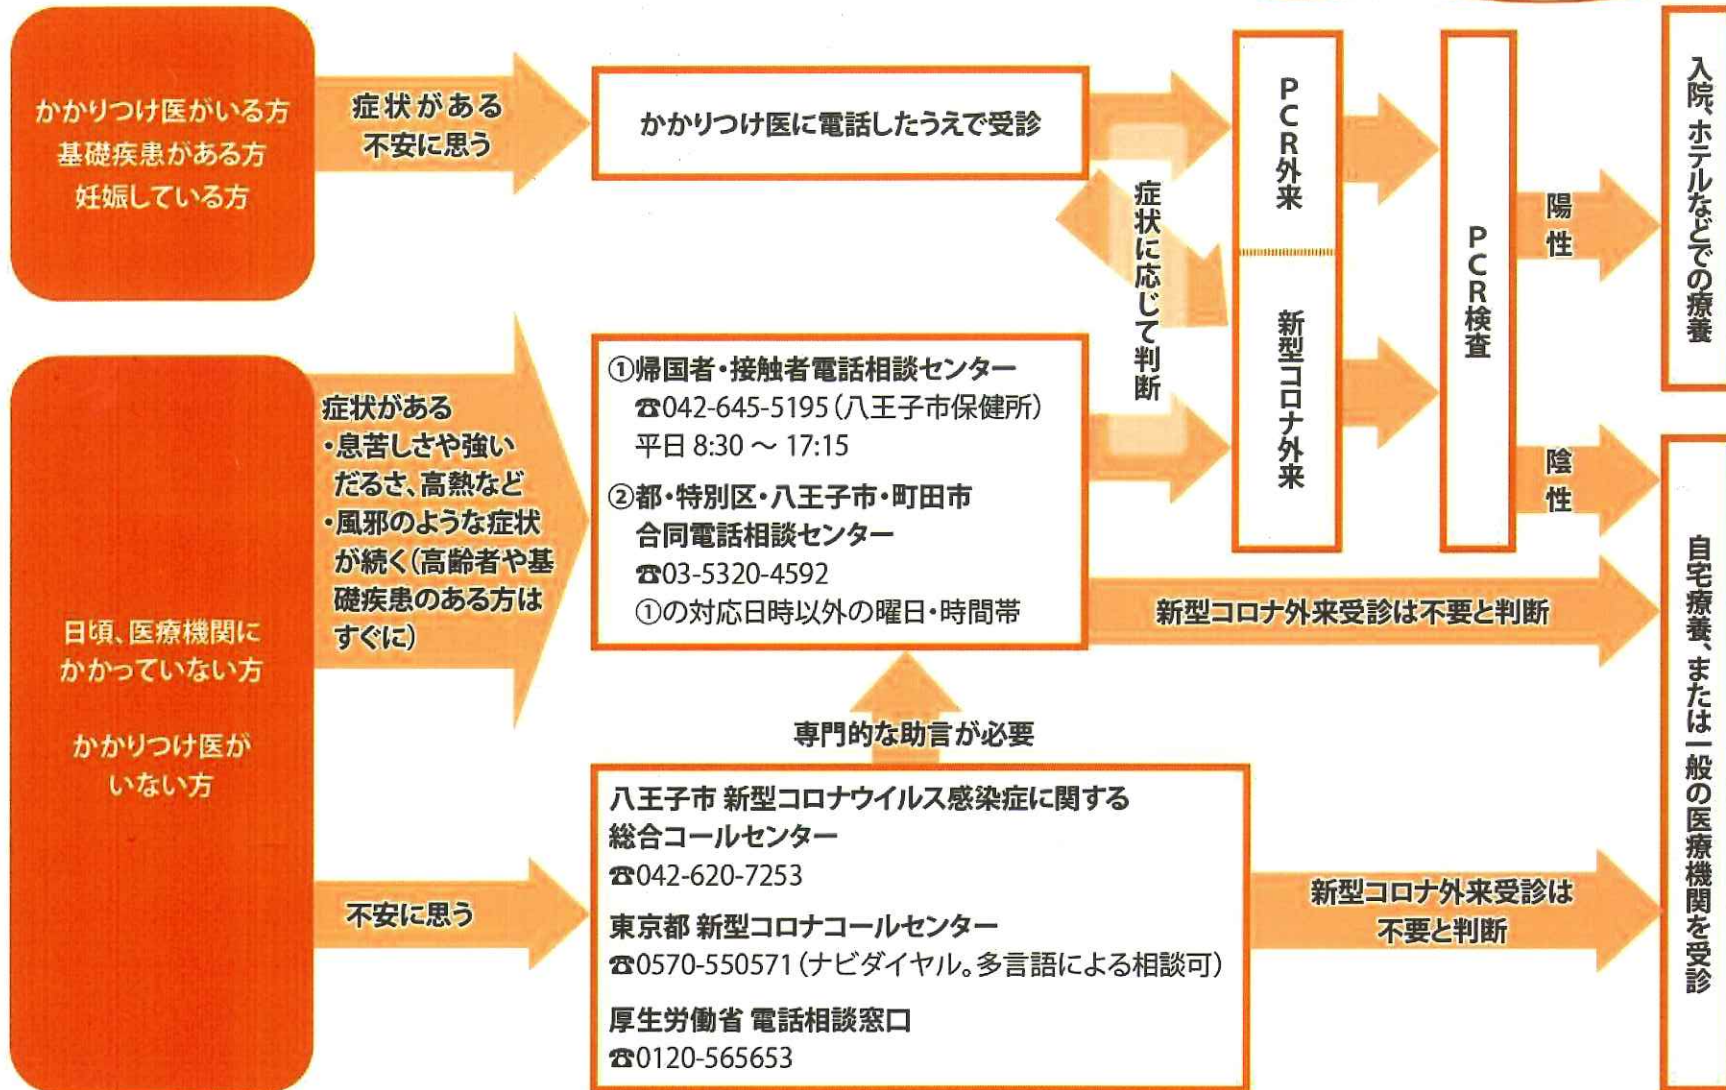 かかりつけ医がいる方
基礎疾患がある方
妊娠している方
症状がある
不安に思う
かかりつけ医に電話したうえで受診
症状に応じて判断
PCR外来
新型コロナ外来
PCR検査
陽性
入院、ホテルなどでの療養
陰性
自宅療養、または一般の医療機関を受診
日頃、医療機関に
かかっていない方
かかりつけ医が
いない方
症状がある
・息苦しさや強い
だるさ、高熱など
・風邪のような症状
が続く(高齢者や基
礎疾患のある方は
すぐに)
①帰国者・接触者電話相談センター
☎042-645-5195(八王子市保健所)
平日 8:30 ～ 17:15
②都・特別区・八王子市・町田市
合同電話相談センター
☎03-5320-4592
①の対応日時以外の曜日・時間帯
新型コロナ外来受診は不要と判断
専門的な助言が必要
不安に思う
八王子市 新型コロナウイルス感染症に関する
総合コールセンター
☎042-620-7253
東京都 新型コロナコールセンター
☎0570-550571(ナビダイヤル。多言語による相談可)
厚生労働省 電話相談窓口
☎0120-565653
新型コロナ外来受診は
不要と判断